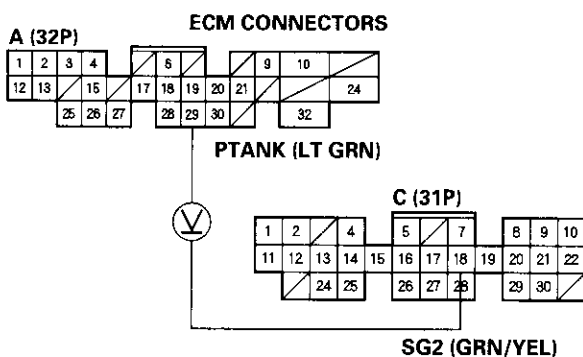 ECM CONNECTORS
A (32P)
1 2 3 4 6 9 10
12 13 15 17 18 19 20 21 24
25 26 27 28 29 30 32
PTANK (LT GRN)
V
C (31P)
1 2 4 5 7 8 9 10
11 12 13 14 15 16 17 18 19 20 21 22
24 25 26 27 28 29 30
SG2 (GRN/YEL)